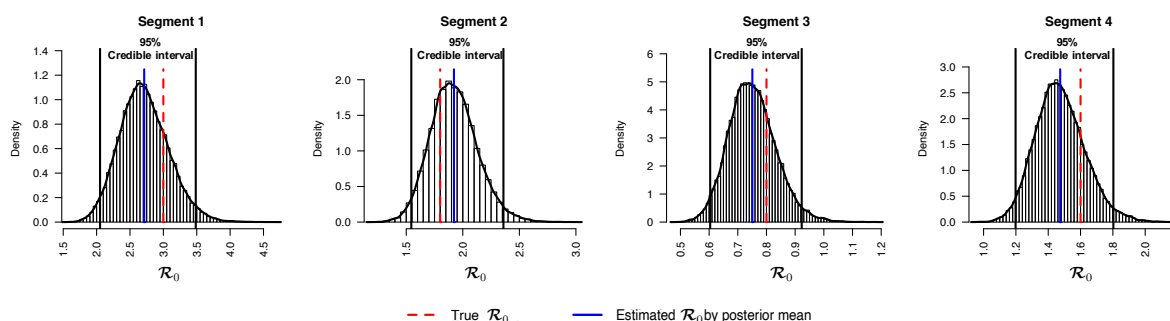 Segment 1
95%
Credible interval
Density
0.0 0.2 0.4 0.6 0.8 1.0 1.2 1.4
1.5 2.0 2.5 3.0 3.5 4.0 4.5
R₀
Segment 2
95%
Credible interval
Density
0.0 0.5 1.0 1.5 2.0
1.5 2.0 2.5 3.0
R₀
Segment 3
95%
Credible interval
Density
0 1 2 3 4 5 6
0.5 0.6 0.7 0.8 0.9 1.0 1.1 1.2
R₀
Segment 4
95%
Credible interval
Density
0.0 0.5 1.0 1.5 2.0 2.5 3.0
1.0 1.2 1.4 1.6 1.8 2.0
R₀
True R₀
Estimated R₀ by posterior mean